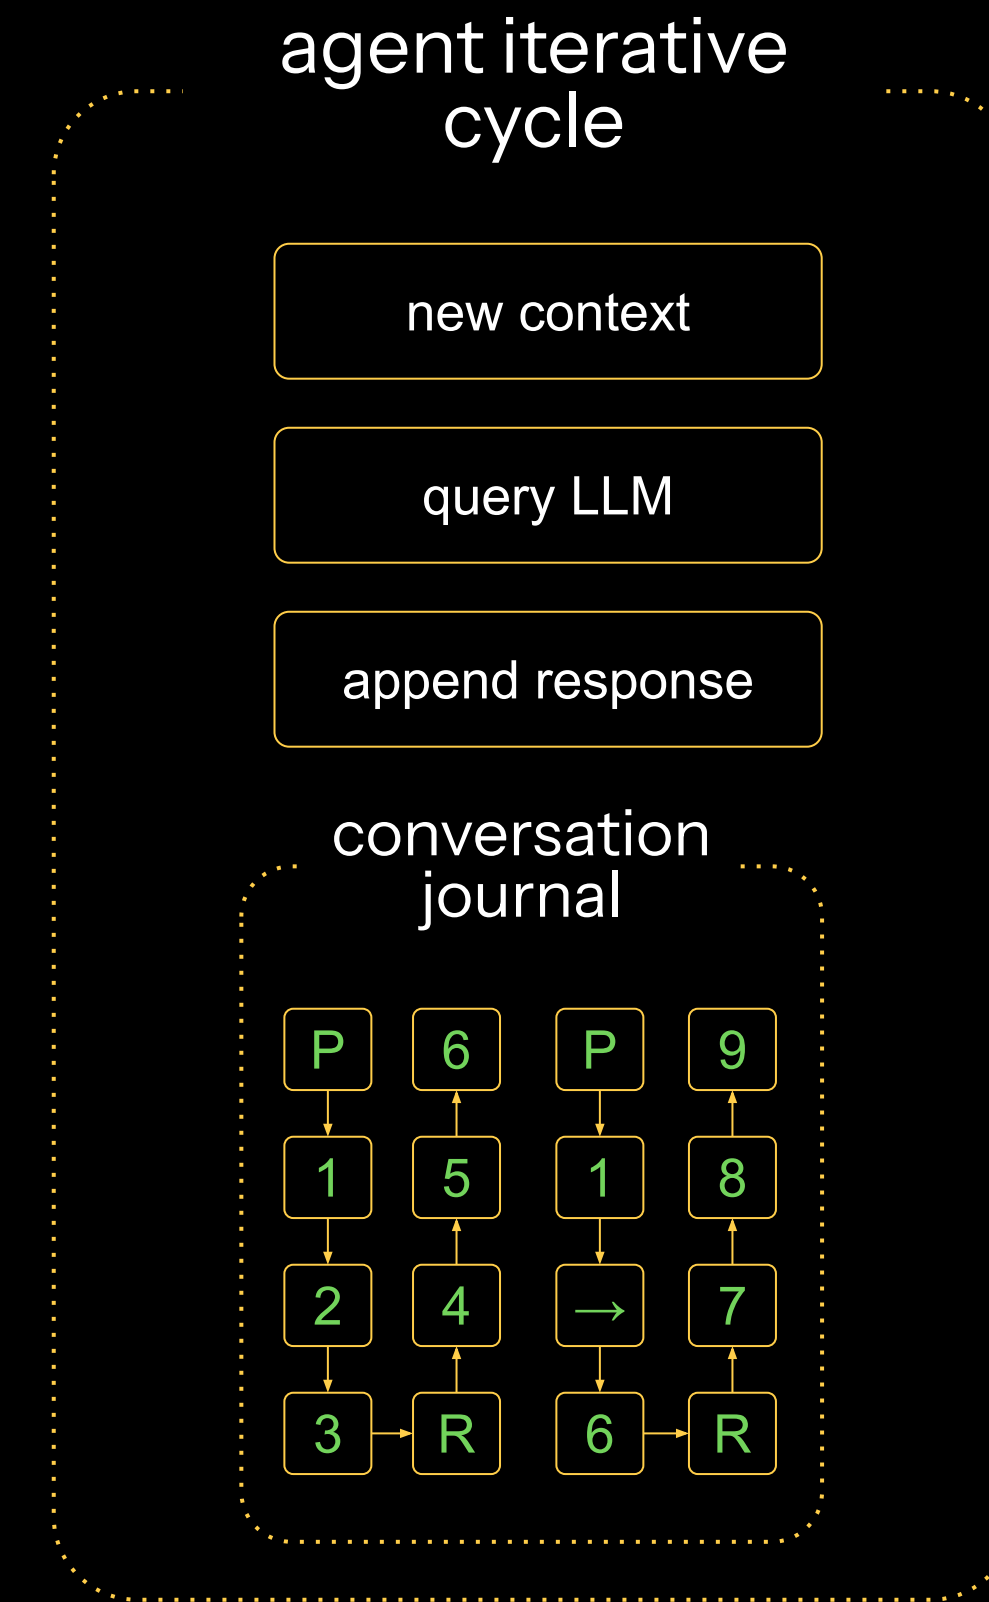 agent iterative
cycle
new context
query LLM
append response
conversation
journal
P 6 P 9
1 5 1 8
2 4 → 7
3 R 6 R